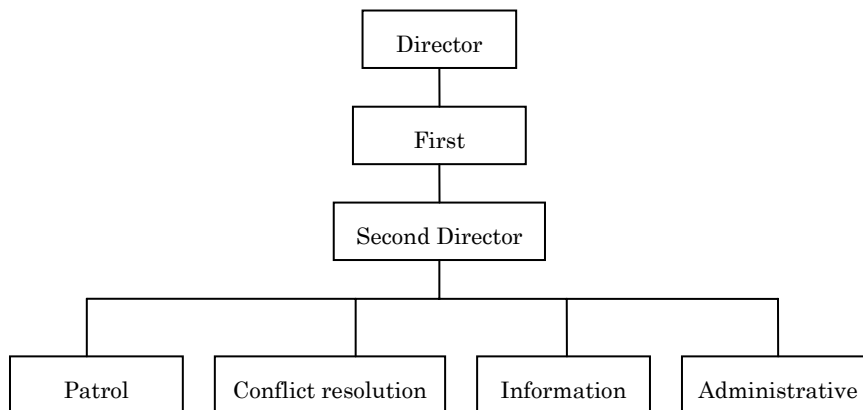 Director
First
Second Director
Patrol
Conflict resolution
Information
Administrative